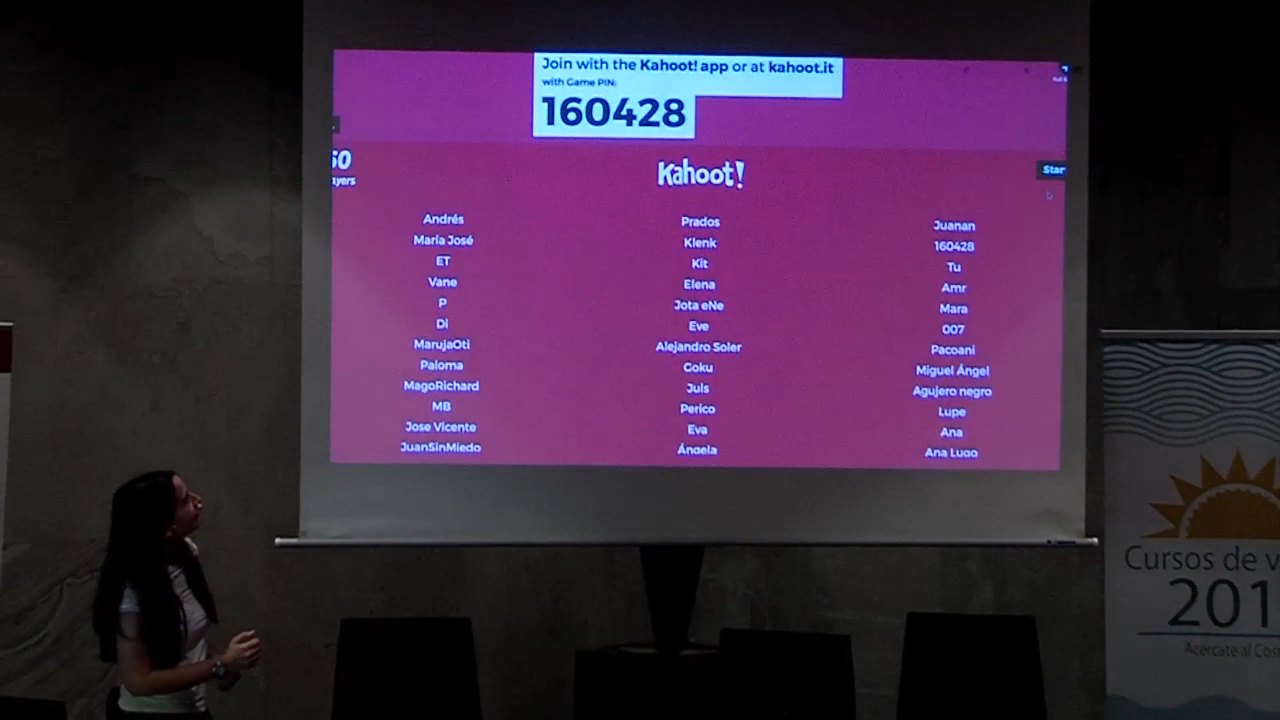 Join with the Kahoot! app or at kahoot.it
with Game PIN:
160428
Kahoot!
Andrés
Prados
Juanan
María José
Klenk
160428
ET
Kit
Tu
Vane
Elena
Amr
P
Jota eNe
Mara
Di
Eve
007
MarujaOti
Alejandro Soler
Pacoani
Paloma
Goku
Miguel Ángel
MagoRichard
Juls
Agujero negro
MB
Perico
Lupe
Jose Vicente
Eva
Ana
JuanSinMiedo
Ángela
Ana Lugo
Cursos de
201
Acércate al